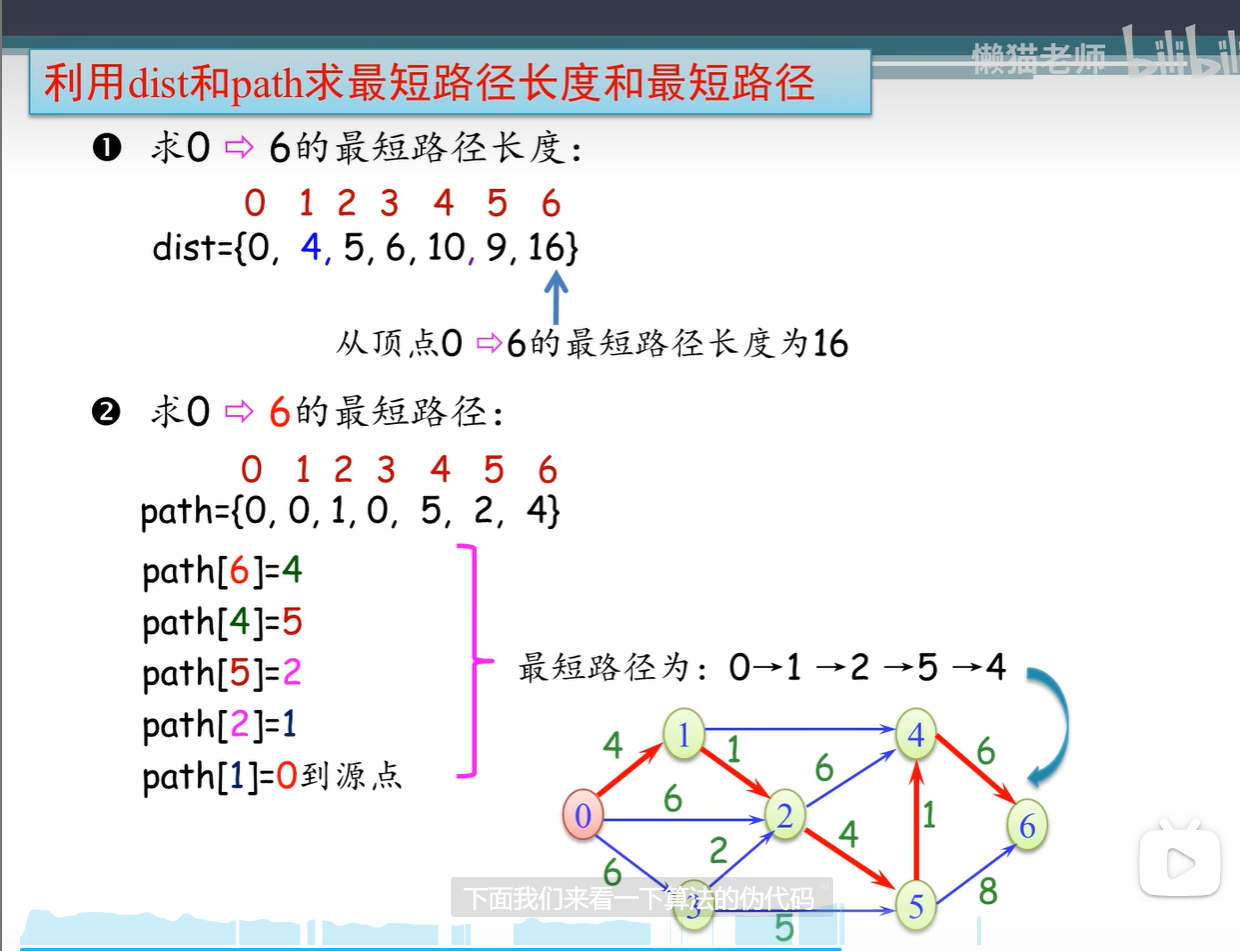 懒猫老师 bilibili
利用dist和path求最短路径长度和最短路径
❶ 求0 ⇨ 6的最短路径长度：
0 1 2 3 4 5 6
dist={0, 4, 5, 6, 10, 9, 16}
从顶点0 ⇨6的最短路径长度为16
❷ 求0 ⇨ 6的最短路径：
0 1 2 3 4 5 6
path={0, 0, 1, 0, 5, 2, 4}
path[6]=4
path[4]=5
path[5]=2
path[2]=1
path[1]=0到源点
最短路径为：0→1 →2 →5 →4
1 4
4 1 6 6
0 6 2 1 6
2 4
6 8
3 5
5
下面我们来看一下算法的伪代码